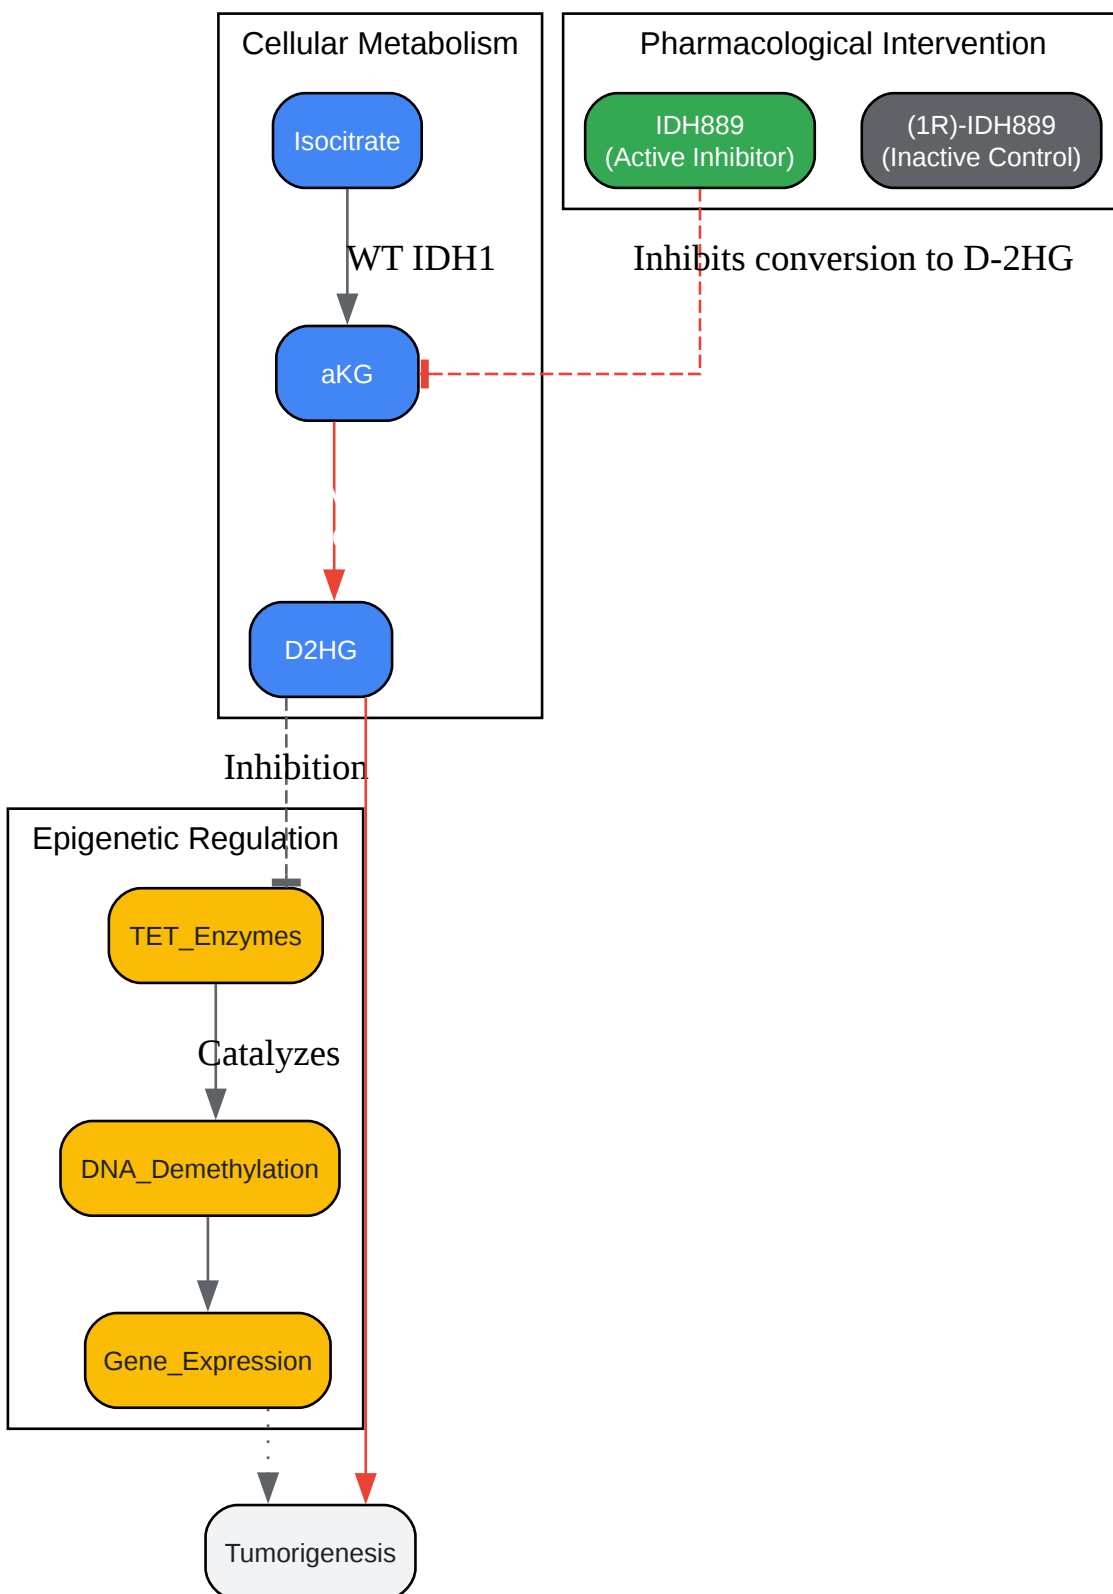 Cellular Metabolism
Pharmacological Intervention
Isocitrate
IDH889
(Active Inhibitor)
(1R)-IDH889
(Inactive Control)
WT IDH1
Inhibits conversion to D-2HG
aKG
D2HG
Inhibition
Epigenetic Regulation
TET_Enzymes
Catalyzes
DNA_Demethylation
Gene_Expression
Tumorigenesis